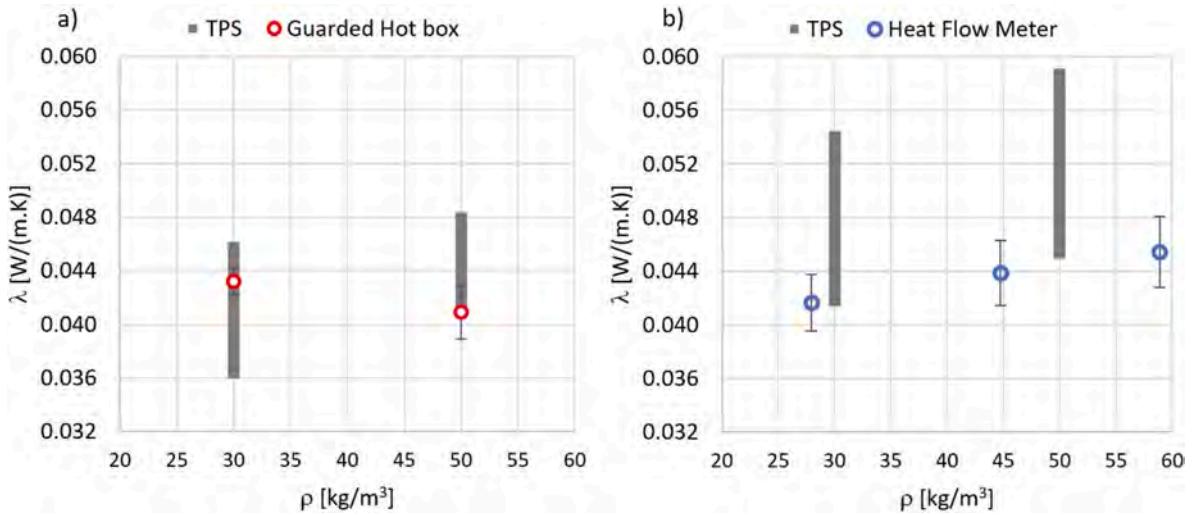 a)
TPS Guarded Hot box
0.060
0.056
0.052
0.048
0.044
0.040
0.036
0.032
λ [W/(m.K)]
20 25 30 35 40 45 50 55 60
ρ [kg/m³]
b)
TPS Heat Flow Meter
0.060
0.056
0.052
0.048
0.044
0.040
0.036
0.032
λ [W/(m.K)]
20 25 30 35 40 45 50 55 60
ρ [kg/m³]